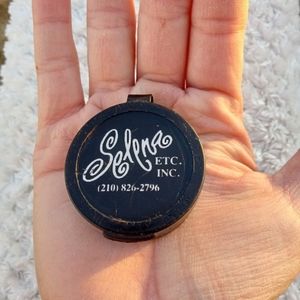 Selena
ETC.
INC.
(210) 826-2796